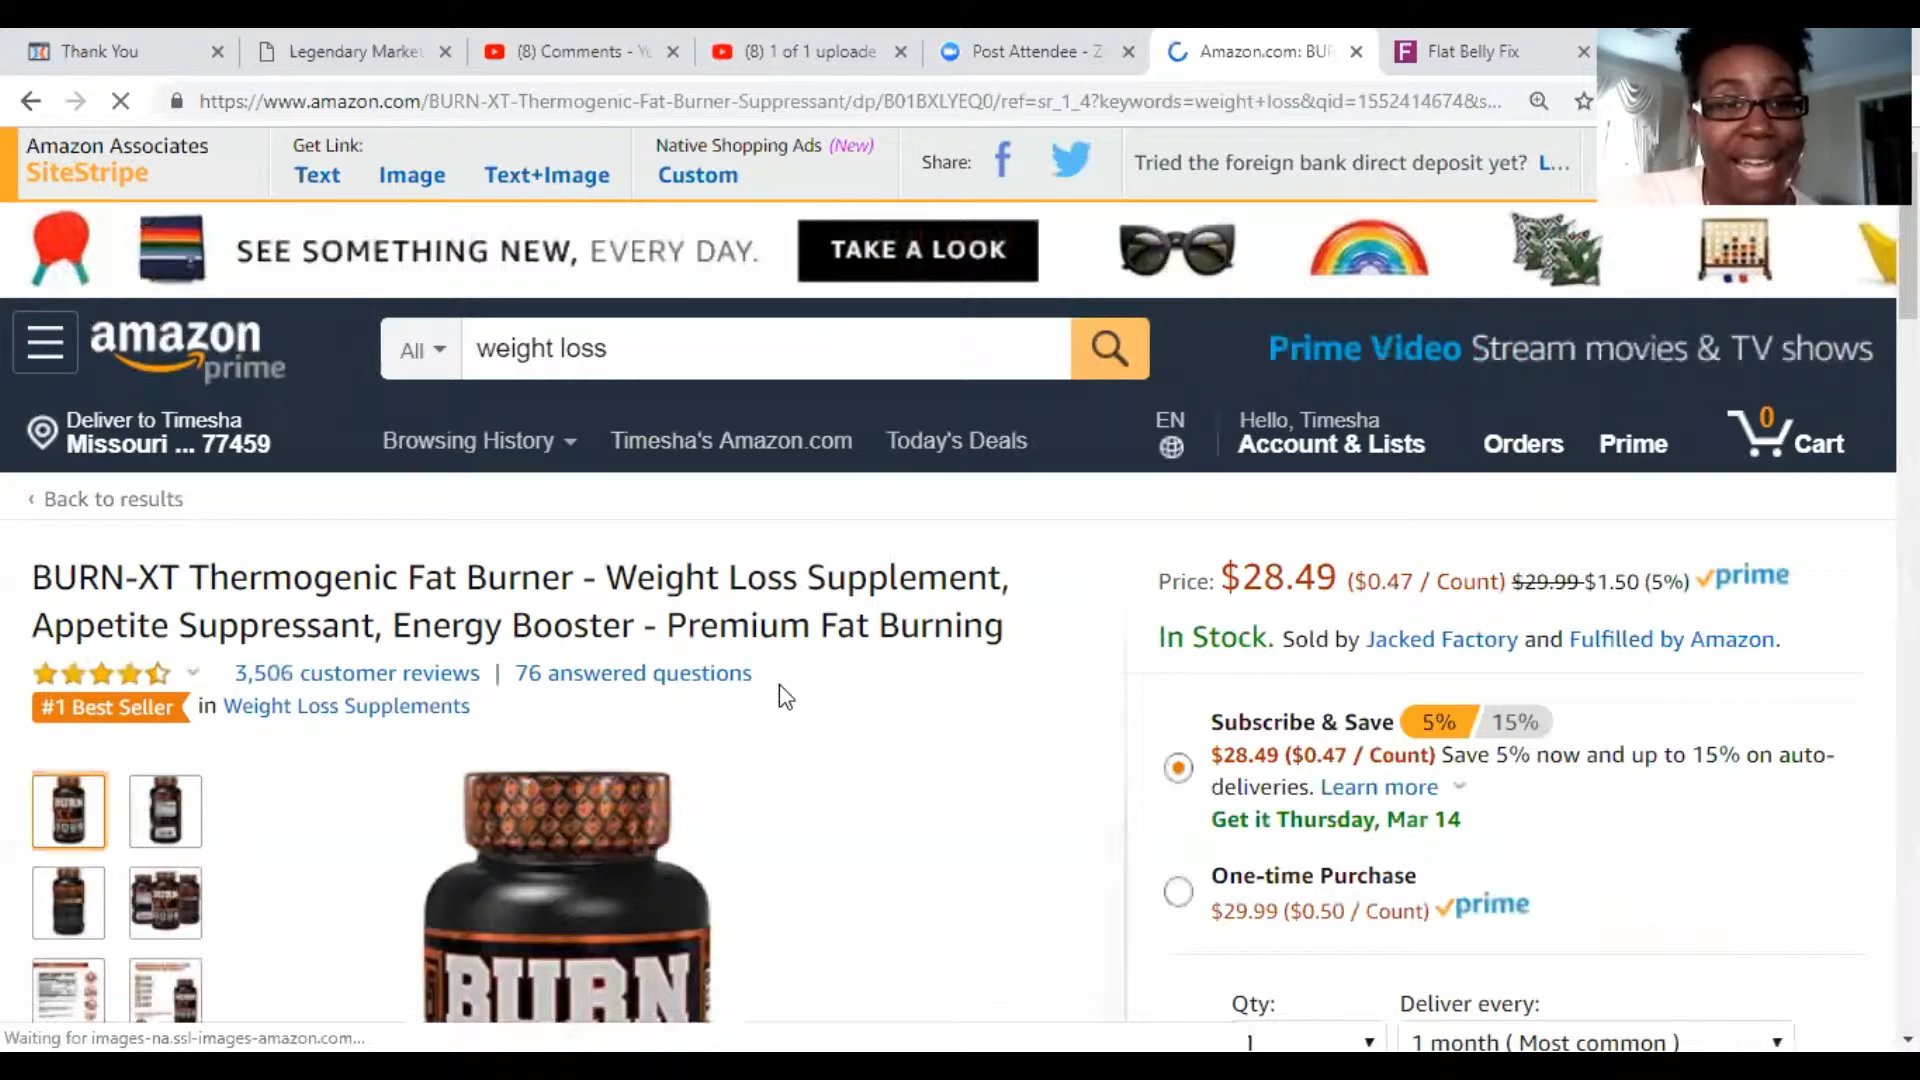 Thank You
Legendary Market
(8) Comments - Yo
(8) 1 of 1 uploade
Post Attendee - Z
Amazon.com: BUR
Flat Belly Fix
https://www.amazon.com/BURN-XT-Thermogenic-Fat-Burner-Suppressant/dp/B01BXLYEQ0/ref=sr_1_4?keywords=weight+loss&qid=1552414674&s...
Amazon Associates
SiteStripe
Get Link:
Text Image Text+Image
Native Shopping Ads (New)
Custom
Share:
Tried the foreign bank direct deposit yet? L...
SEE SOMETHING NEW, EVERY DAY.
TAKE A LOOK
amazon
prime
All
weight loss
Prime Video Stream movies & TV shows
Deliver to Timesha
Missouri ... 77459
Browsing History
Timesha's Amazon.com
Today's Deals
EN
Hello, Timesha
Account & Lists
Orders
Prime
0
Cart
‹ Back to results
BURN-XT Thermogenic Fat Burner - Weight Loss Supplement,
Appetite Suppressant, Energy Booster - Premium Fat Burning
3,506 customer reviews | 76 answered questions
#1 Best Seller in Weight Loss Supplements
Price: $28.49 ($0.47 / Count) $29.99 $1.50 (5%) prime
In Stock. Sold by Jacked Factory and Fulfilled by Amazon.
Subscribe & Save 5% 15%
$28.49 ($0.47 / Count) Save 5% now and up to 15% on auto-
deliveries. Learn more
Get it Thursday, Mar 14
One-time Purchase
$29.99 ($0.50 / Count) prime
BURN
Qty:
1
Deliver every:
1 month ( Most common )
Waiting for images-na.ssl-images-amazon.com...